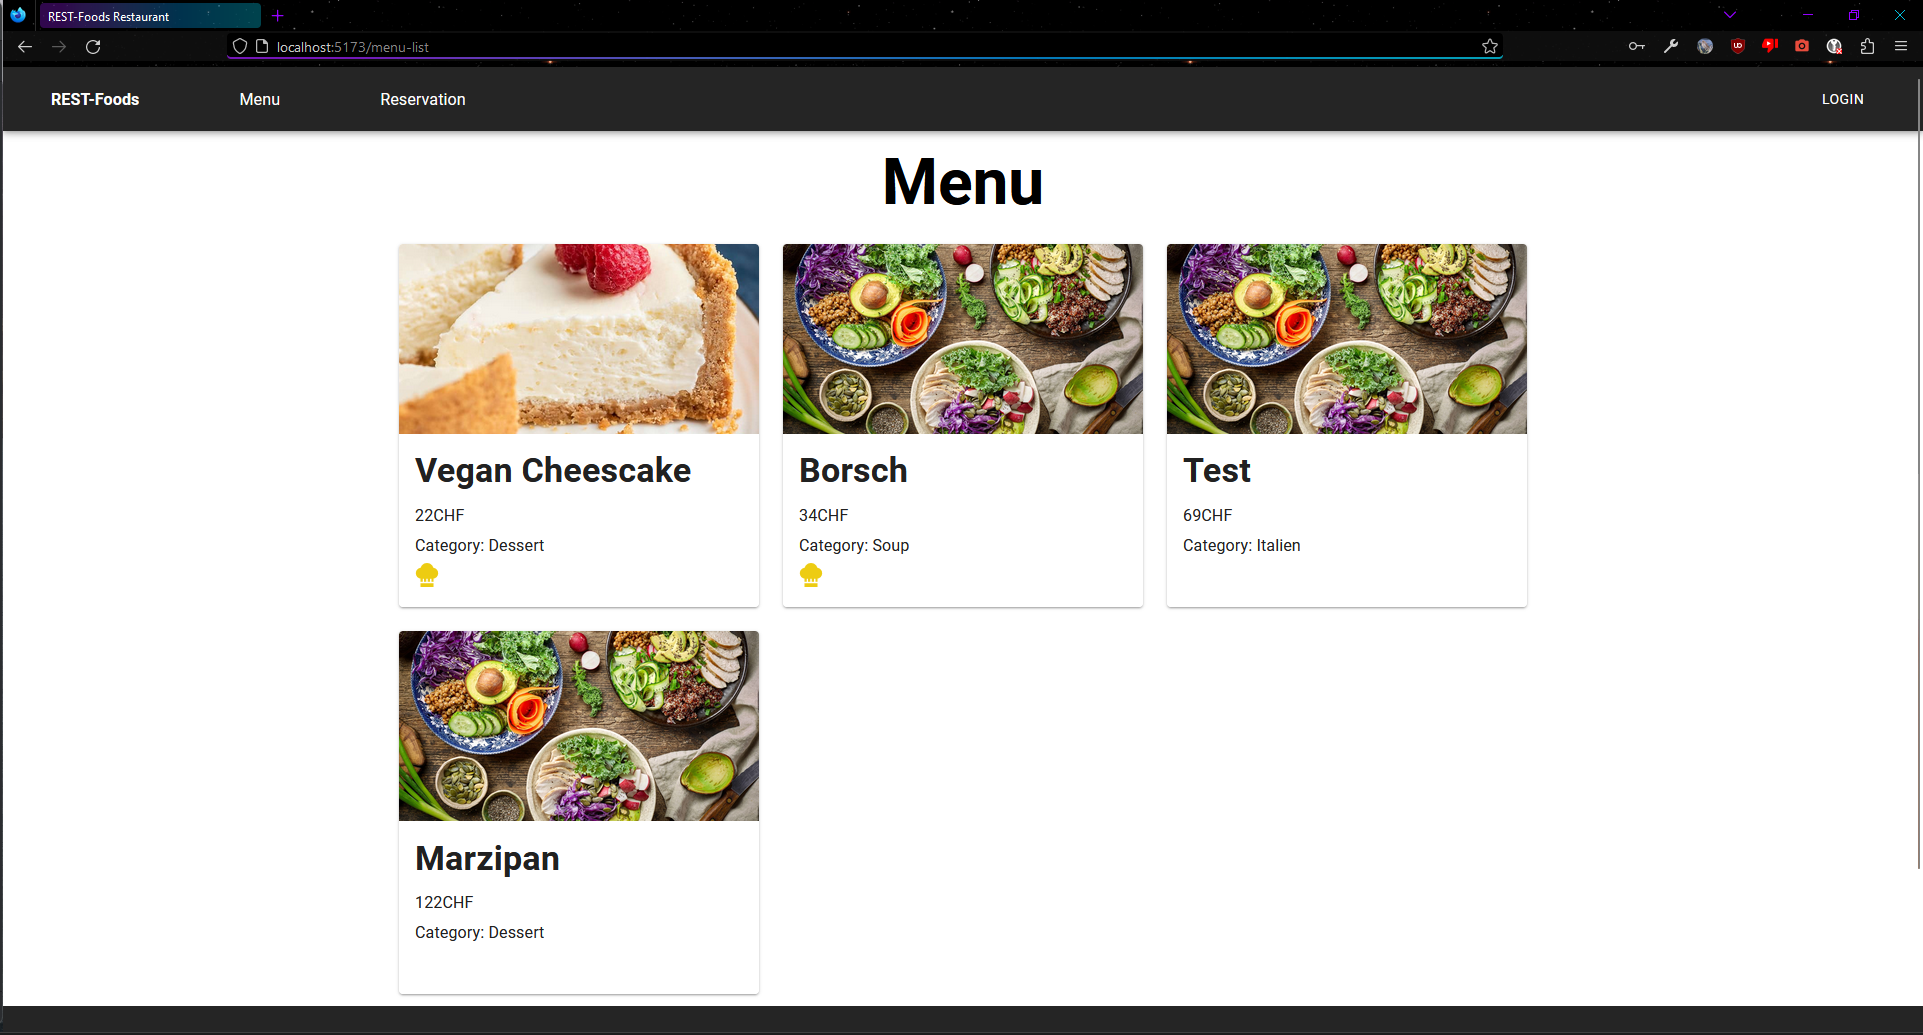 REST-Foods Restaurant
localhost:5173/menu-list
REST-Foods
Menu
Reservation
LOGIN
Menu
Vegan Cheescake
22CHF
Category: Dessert
Borsch
34CHF
Category: Soup
Test
69CHF
Category: Italien
Marzipan
122CHF
Category: Dessert